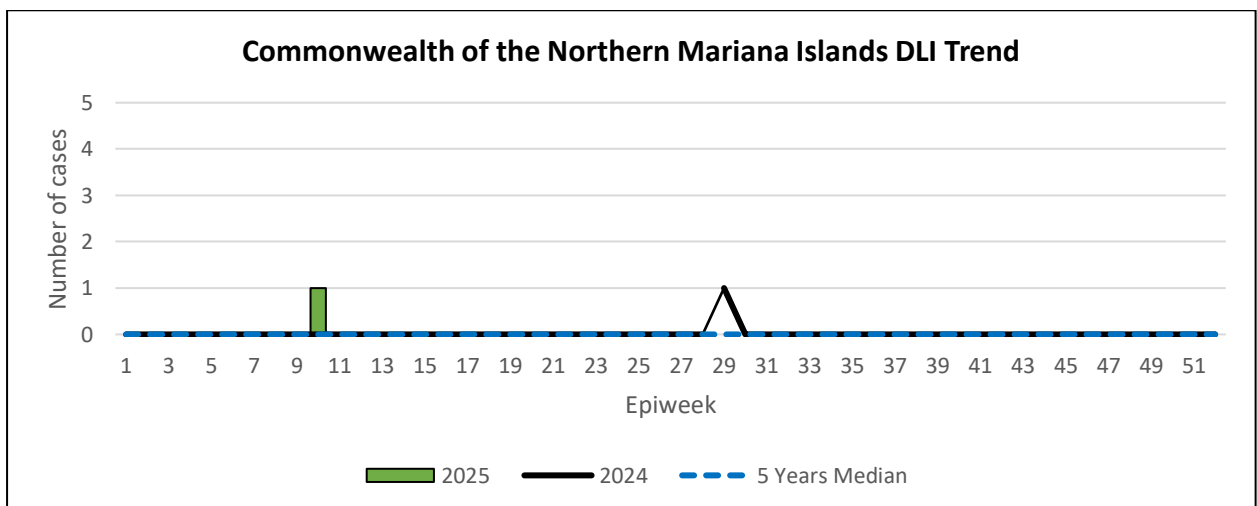 Commonwealth of the Northern Mariana Islands DLI Trend
Number of cases
5
4
3
2
1
0
1 3 5 7 9 11 13 15 17 19 21 23 25 27 29 31 33 35 37 39 41 43 45 47 49 51
Epiweek
2025 2024 5 Years Median